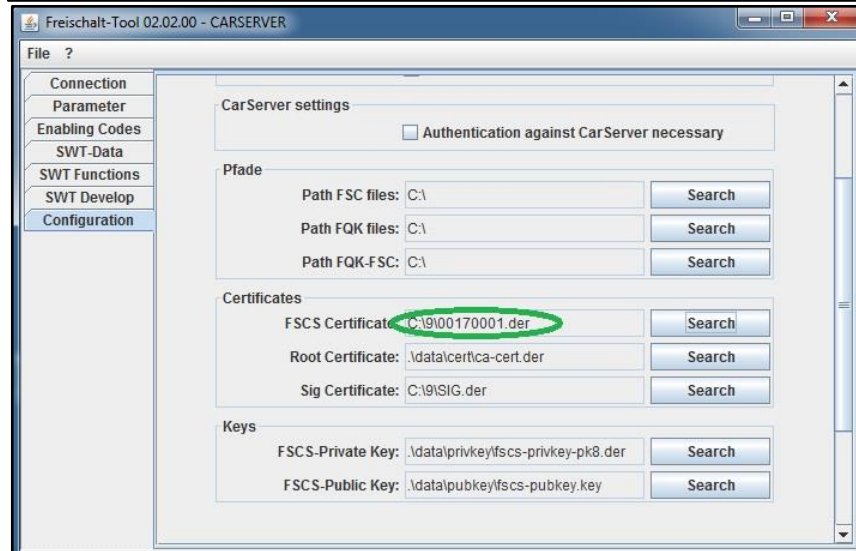 Freischalt-Tool 02.02.00 - CARSERVER
File ?
Connection
Parameter
Enabling Codes
SWT-Data
SWT Functions
SWT Develop
Configuration
CarServer settings
Authentication against CarServer necessary
Pfade
Path FSC files: C:\ Search
Path FQK files: C:\ Search
Path FQK-FSC: C:\ Search
Certificates
FSCS Certificate C:\9\00170001.der Search
Root Certificate: .\data\cert\ca-cert.der Search
Sig Certificate: C:\9\SIG.der Search
Keys
FSCS-Private Key: .\data\privkey\fscs-privkey-pk8.der Search
FSCS-Public Key: .\data\pubkey\fscs-pubkey.key Search